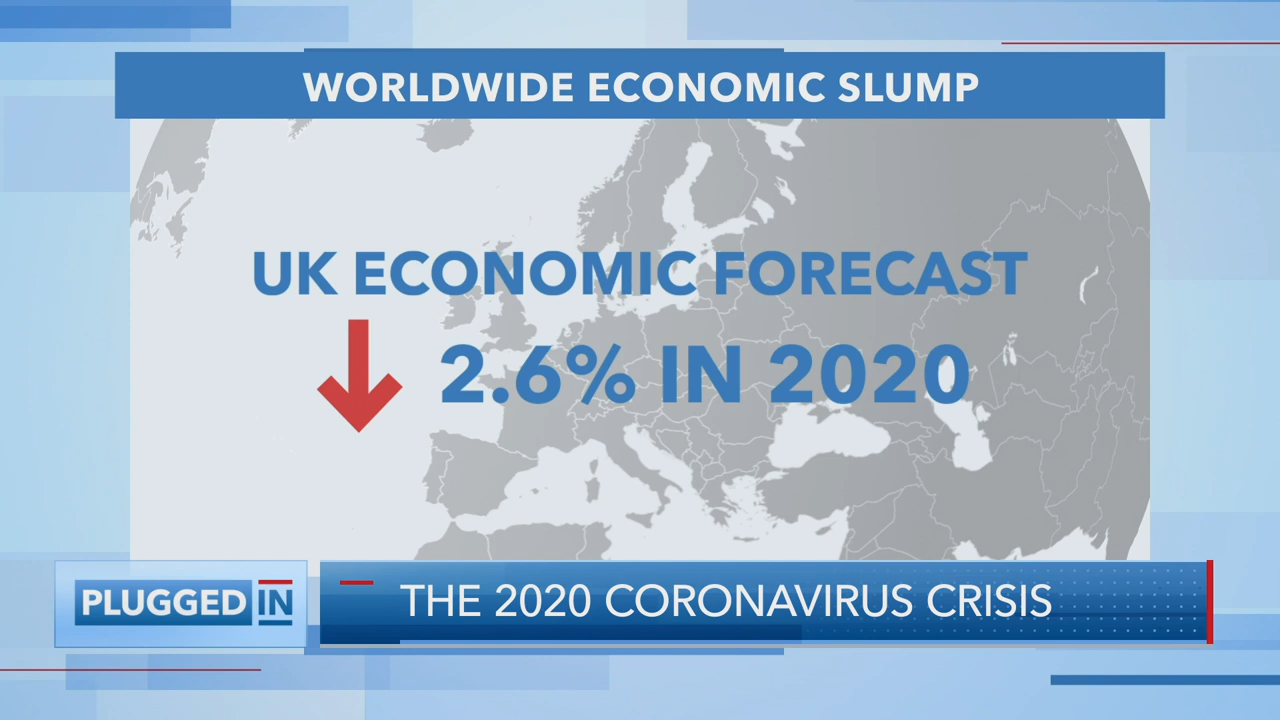 WORLDWIDE ECONOMIC SLUMP
UK ECONOMIC FORECAST
2.6% IN 2020
PLUGGED IN
THE 2020 CORONAVIRUS CRISIS